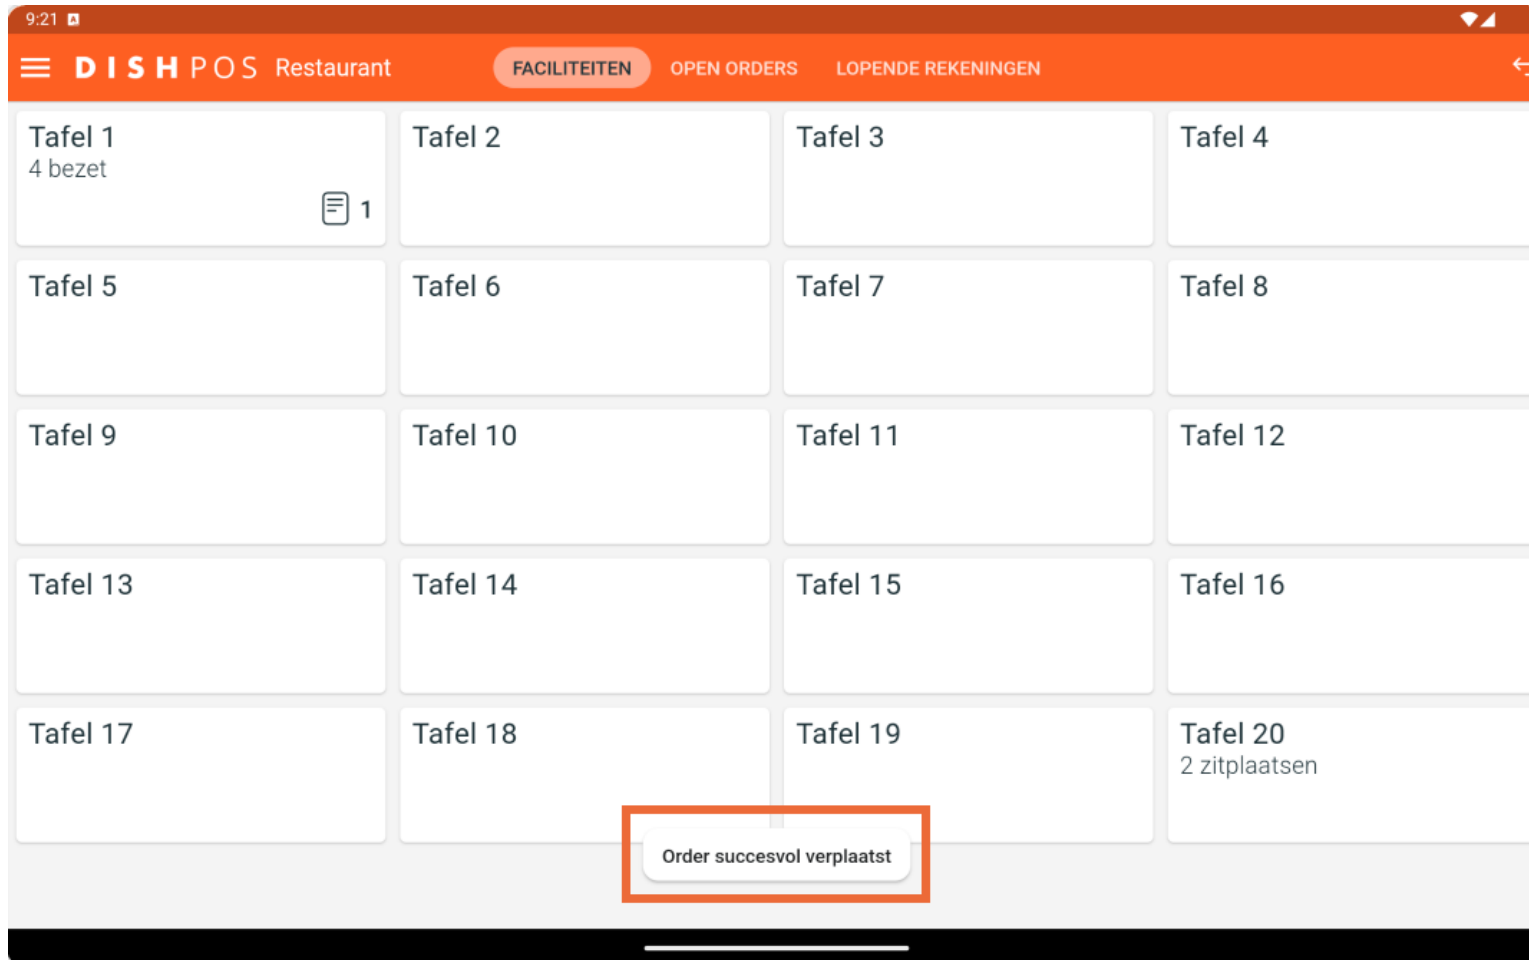 9:21
DISH POS Restaurant FACILITEITEN OPEN ORDERS LOPENDE REKENINGEN
Tafel 1 Tafel 2 Tafel 3 Tafel 4
4 bezet
1
Tafel 5 Tafel 6 Tafel 7 Tafel 8
Tafel 9 Tafel 10 Tafel 11 Tafel 12
Tafel 13 Tafel 14 Tafel 15 Tafel 16
Tafel 17 Tafel 18 Tafel 19 Tafel 20
2 zitplaatsen
Order succesvol verplaatst